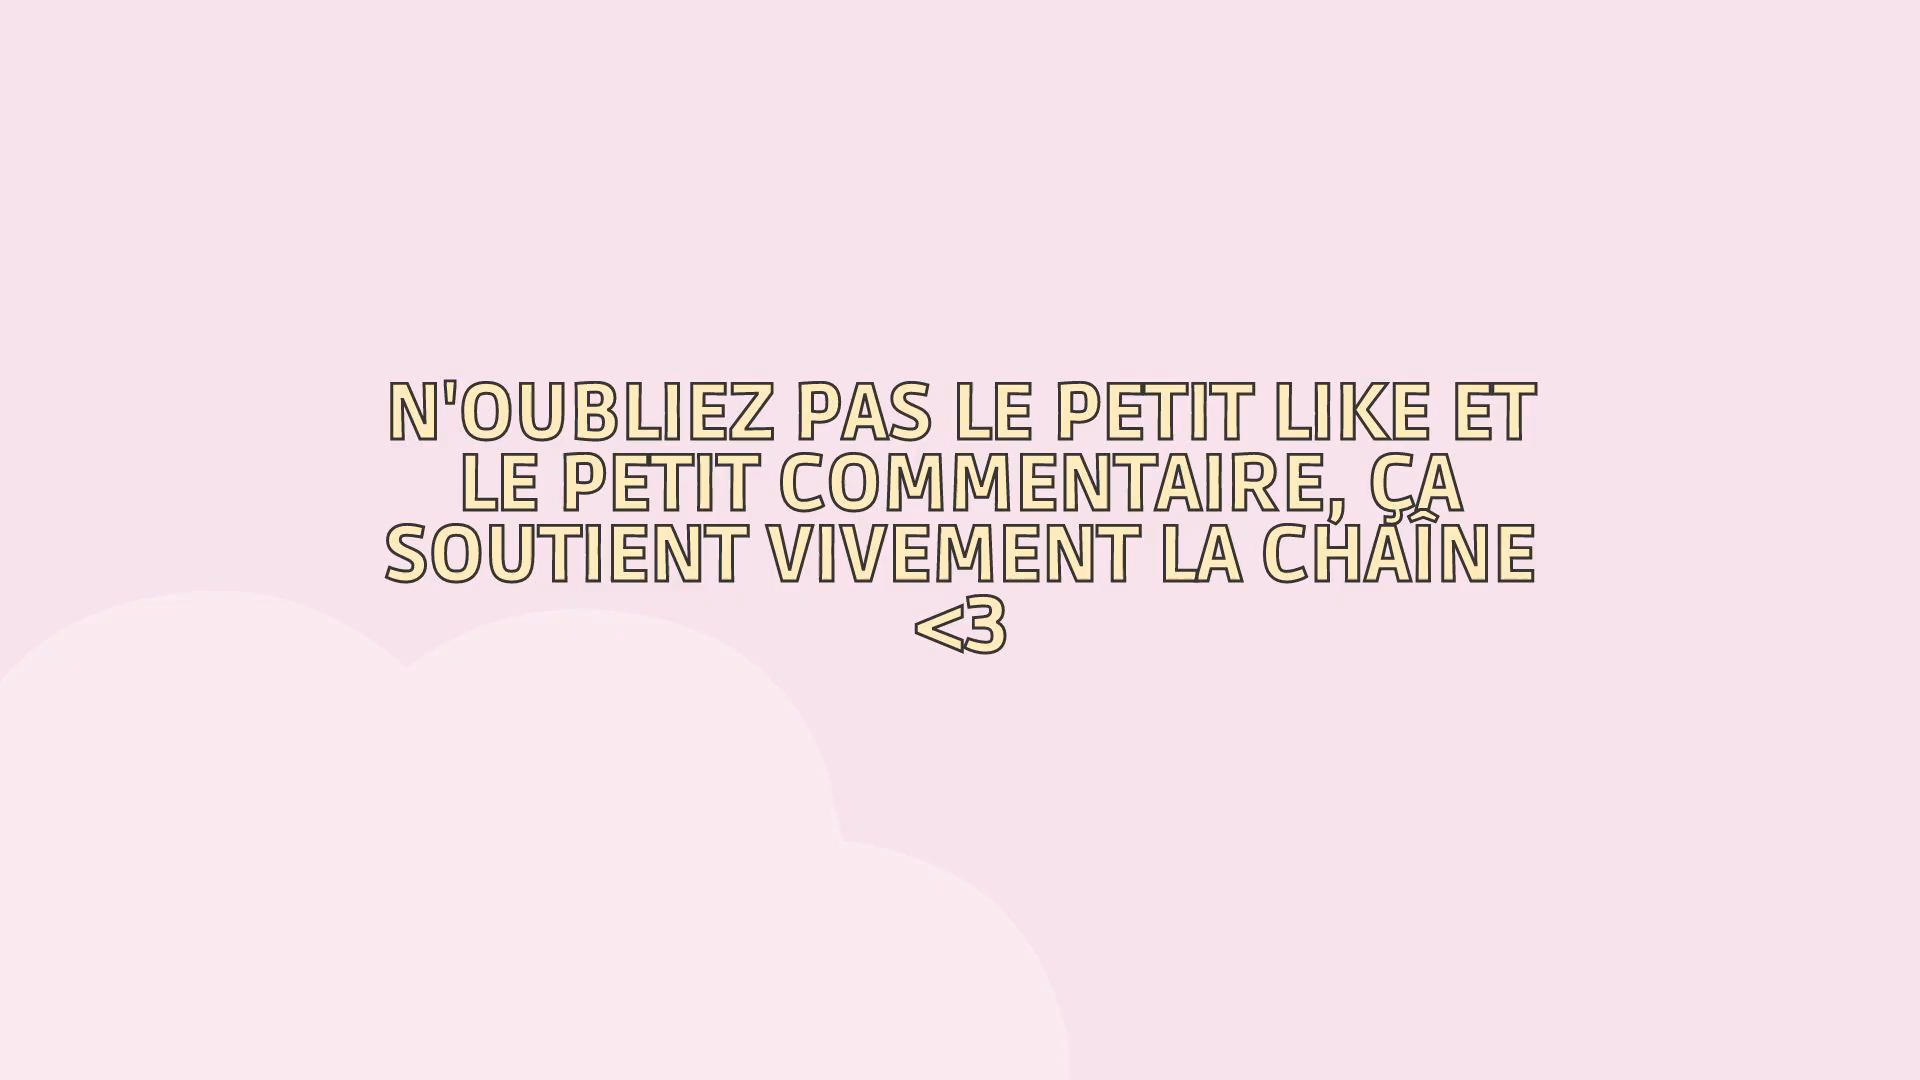 N'OUBLIEZ PAS LE PETIT LIKE ET
LE PETIT COMMENTAIRE, ÇA
SOUTIENT VIVEMENT LA CHAÎNE
<3